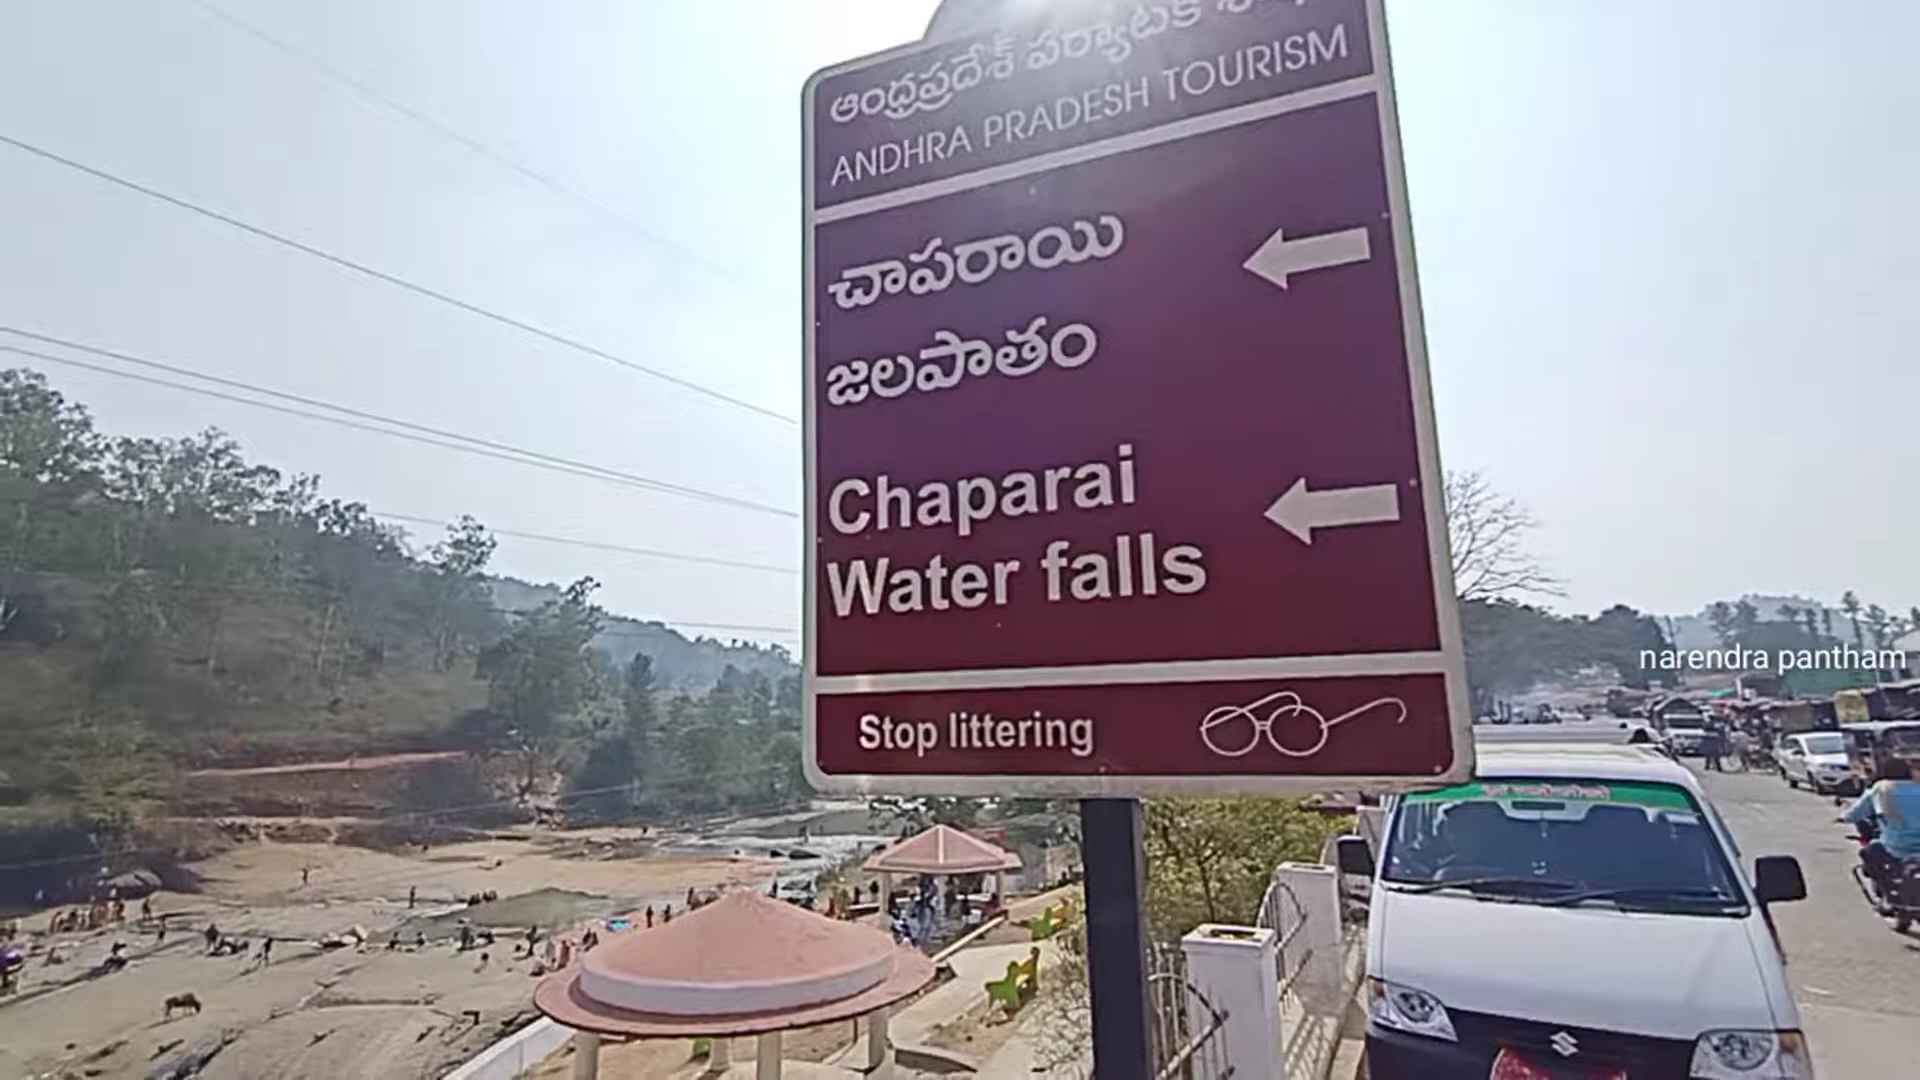 ఆంధ్రప్రదేశ్ పర్యాటక
ANDHRA PRADESH TOURISM
చాపరాయి
జలపాతం
Chaparai
Water falls
Stop littering
narendra pantham